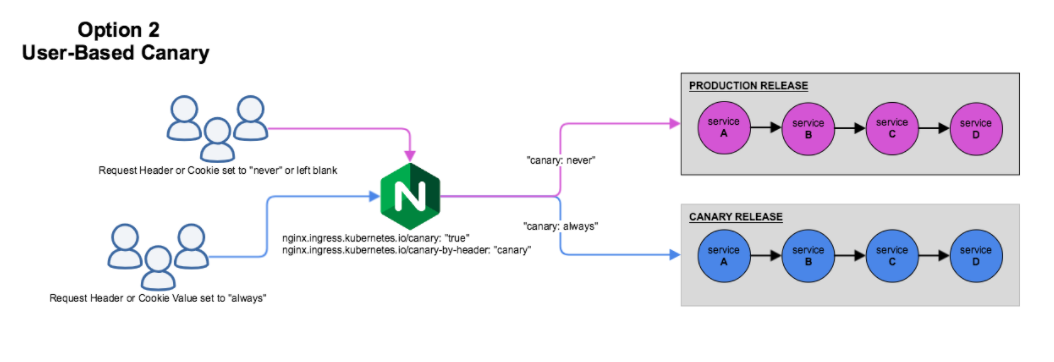 Option 2
User-Based Canary
Request Header or Cookie set to "never" or left blank
N
nginx.ingress.kubernetes.io/canary: "true"
nginx.ingress.kubernetes.io/canary-by-header: "canary"
Request Header or Cookie Value set to "always"
"canary: never"
"canary: always"
PRODUCTION RELEASE
service
A
service
B
service
C
service
D
CANARY RELEASE
service
A
service
B
service
C
service
D